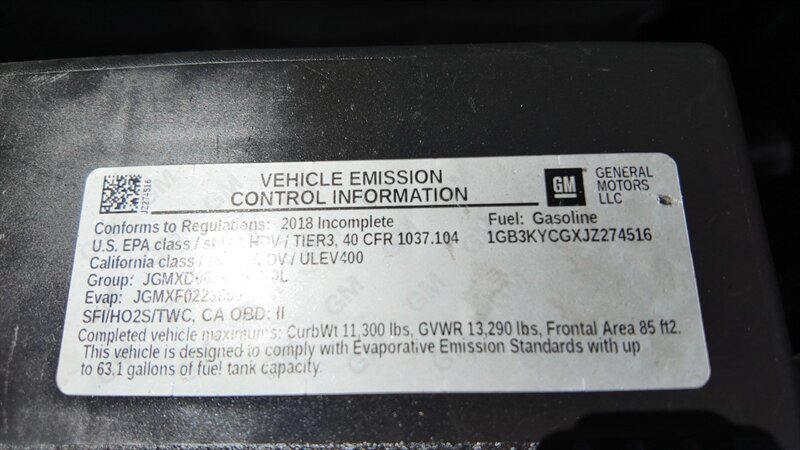 JZ274516
VEHICLE EMISSION
CONTROL INFORMATION
GM
GENERAL
MOTORS
LLC
Conforms to Regulations: 2018 Incomplete
Fuel: Gasoline
U.S. EPA class / HDV / TIER3, 40 CFR 1037.104
1GB3KYCGXJZ274516
California class / / ULEV400
Group:
Evap:
SFI/HO2S/TWC, CA OBD: II
Completed vehicle maximums: CurbWt 11,300 lbs, GVWR 13,290 lbs, Frontal Area 85 ft2.
This vehicle is designed to comply with Evaporative Emission Standards with up
to 63.1 gallons of fuel tank capacity.